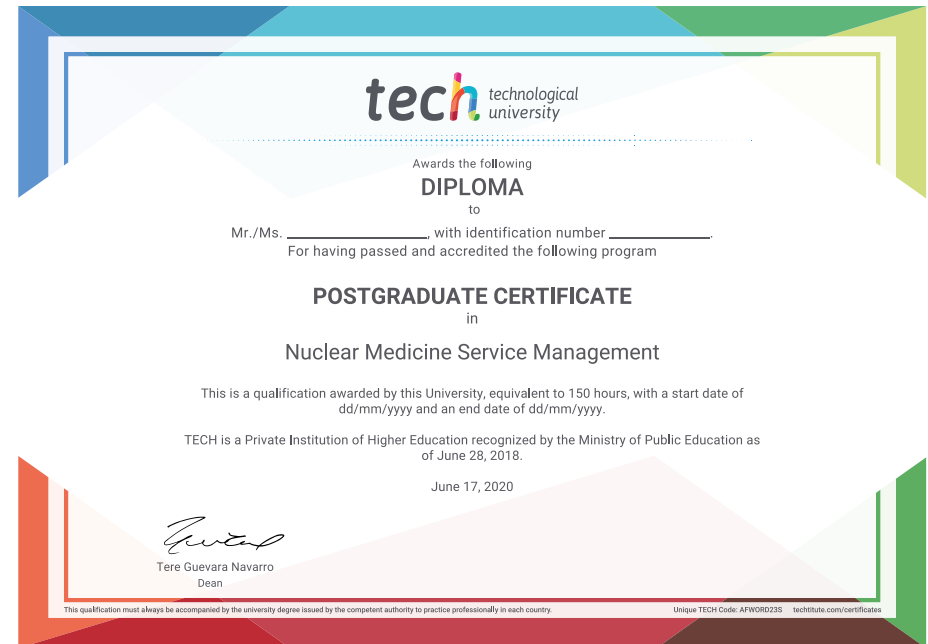 tech technological
university
Awards the following
DIPLOMA
to
Mr./Ms. ____________, with identification number ____________.
For having passed and accredited the following program
POSTGRADUATE CERTIFICATE
in
Nuclear Medicine Service Management
This is a qualification awarded by this University, equivalent to 150 hours, with a start date of
dd/mm/yyyy and an end date of dd/mm/yyyy.
TECH is a Private Institution of Higher Education recognized by the Ministry of Public Education as
of June 28, 2018.
June 17, 2020
Tere Guevara Navarro
Dean
This qualification must always be accompanied by the university degree issued by the competent authority to practice professionally in each country.
Unique TECH Code: AFWORD23S techtitute.com/certificates